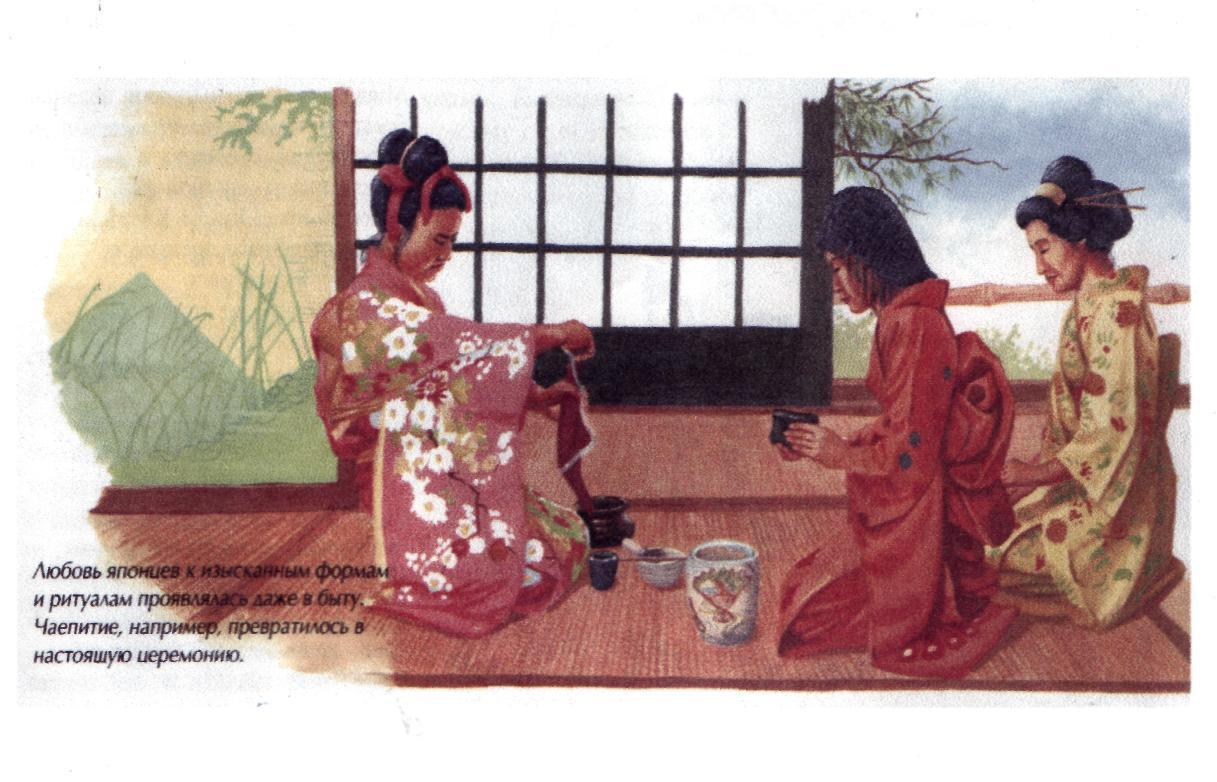 Любовь японцев к изысканным формам
и ритуалам проявлялась даже в быту.
Чаепитие, например, превратилось в
настоящую церемонию.